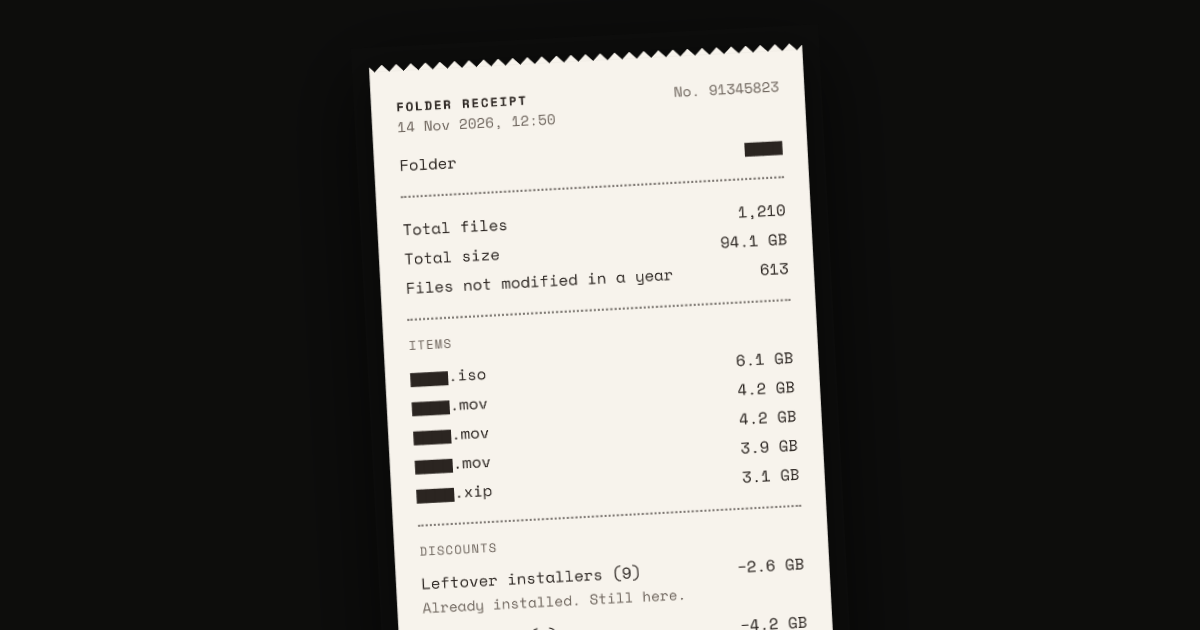 FOLDER RECEIPT
No. 91345823
14 Nov 2026, 12:50
Folder
Total files 1,210
Total size 94.1 GB
Files not modified in a year 613
ITEMS
.iso 6.1 GB
.mov 4.2 GB
.mov 4.2 GB
.mov 3.9 GB
.xip 3.1 GB
DISCOUNTS
Leftover installers (9) −2.6 GB
Already installed. Still here.
−4.2 GB